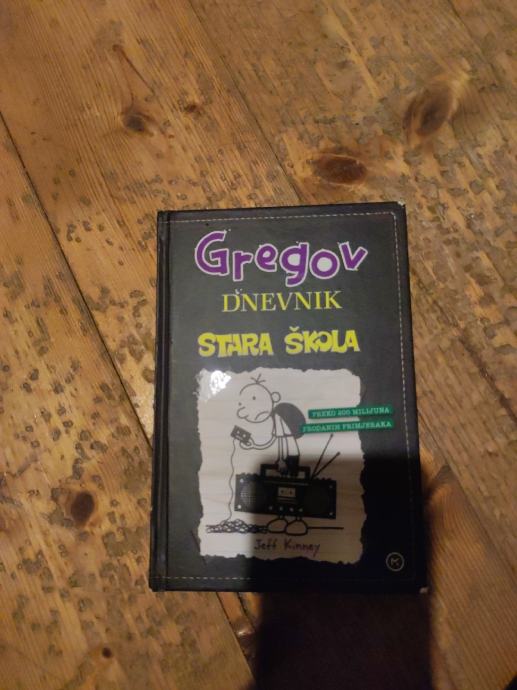 Gregov
DNEVNIK
STARA ŠKOLA
PREKO 200 MILIJUNA
PRODANIH PRIMJERAKA
Jeff Kinney
M